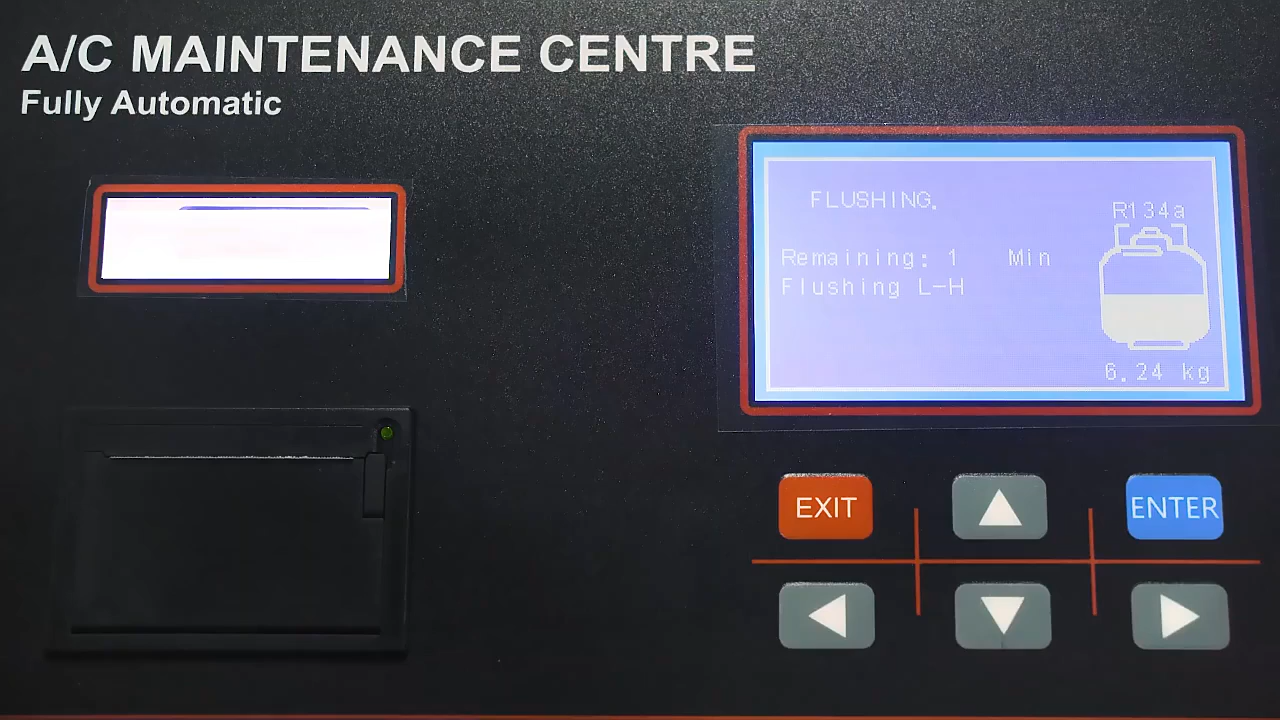 A/C MAINTENANCE CENTRE
Fully Automatic
FLUSHING.
R134a
Remaining: 1 Min
Flushing L-H
6.24 kg
EXIT
ENTER